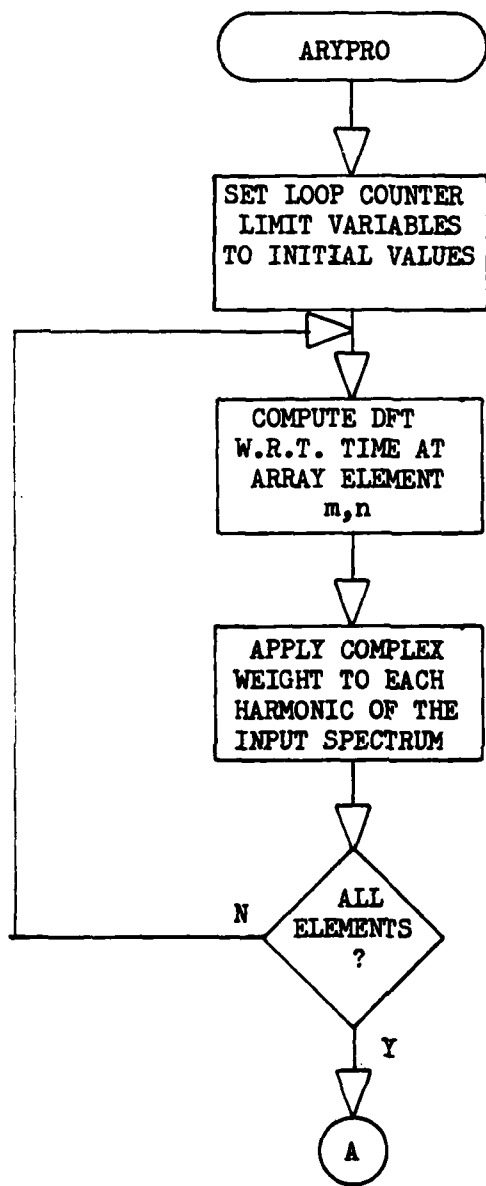 ARYPRO
SET LOOP COUNTER
LIMIT VARIABLES
TO INITIAL VALUES
COMPUTE DFT
W.R.T. TIME AT
ARRAY ELEMENT
m,n
APPLY COMPLEX
WEIGHT TO EACH
HARMONIC OF THE
INPUT SPECTRUM
ALL
ELEMENTS
?
N
Y
A